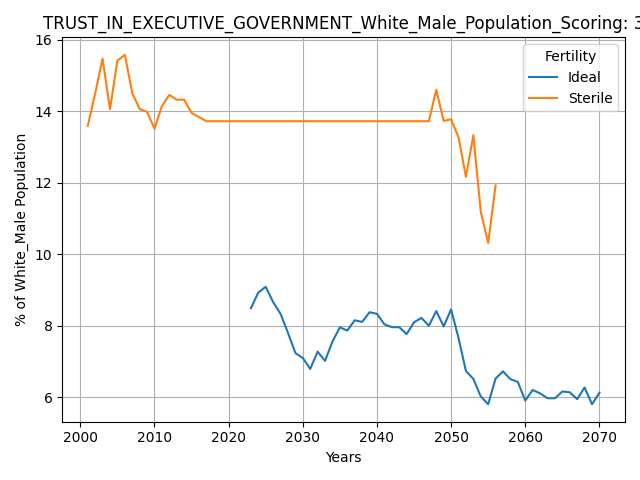 TRUST_IN_EXECUTIVE_GOVERNMENT_White_Male_Population_Scoring: 3
Fertility
Ideal
Sterile
% of White_Male Population
16
14
12
10
8
6
2000 2010 2020 2030 2040 2050 2060 2070
Years